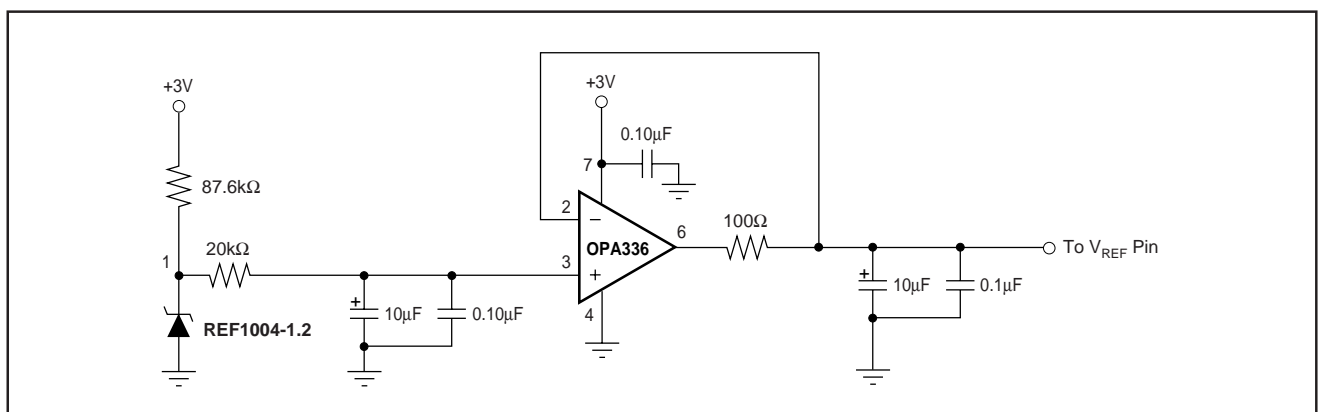 +3V
87.6kΩ
1
20kΩ
REF1004-1.2
+
10µF
0.10µF
+3V
7
0.10µF
2
−
OPA336
3
+
4
6
100Ω
+
10µF
0.1µF
To VREF Pin